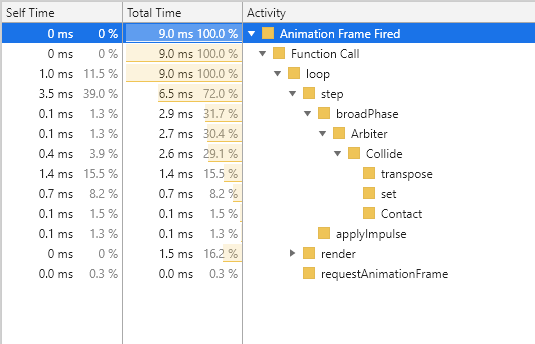 Self Time Total Time Activity
0 ms 0 % 9.0 ms 100.0 % Animation Frame Fired
0 ms 0 % 9.0 ms 100.0 % Function Call
1.0 ms 11.5 % 9.0 ms 100.0 % loop
3.5 ms 39.0 % 6.5 ms 72.0 % step
0.1 ms 1.3 % 2.9 ms 31.7 % broadPhase
0.1 ms 1.3 % 2.7 ms 30.4 % Arbiter
0.4 ms 3.9 % 2.6 ms 29.1 % Collide
1.4 ms 15.5 % 1.4 ms 15.5 % transpose
0.7 ms 8.2 % 0.7 ms 8.2 % set
0.1 ms 1.5 % 0.1 ms 1.5 % Contact
0.1 ms 1.3 % 0.1 ms 1.3 % applyImpulse
0 ms 0 % 1.5 ms 16.2 % render
0.0 ms 0.3 % 0.0 ms 0.3 % requestAnimationFrame